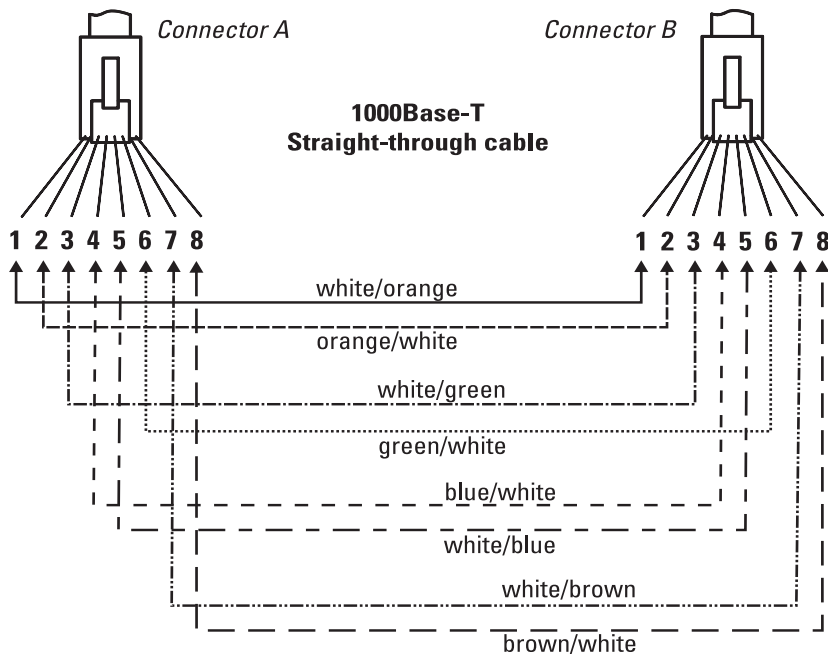 Connector A
Connector B
1000Base-T
Straight-through cable
1 2 3 4 5 6 7 8
1 2 3 4 5 6 7 8
white/orange
orange/white
white/green
green/white
blue/white
white/blue
white/brown
brown/white